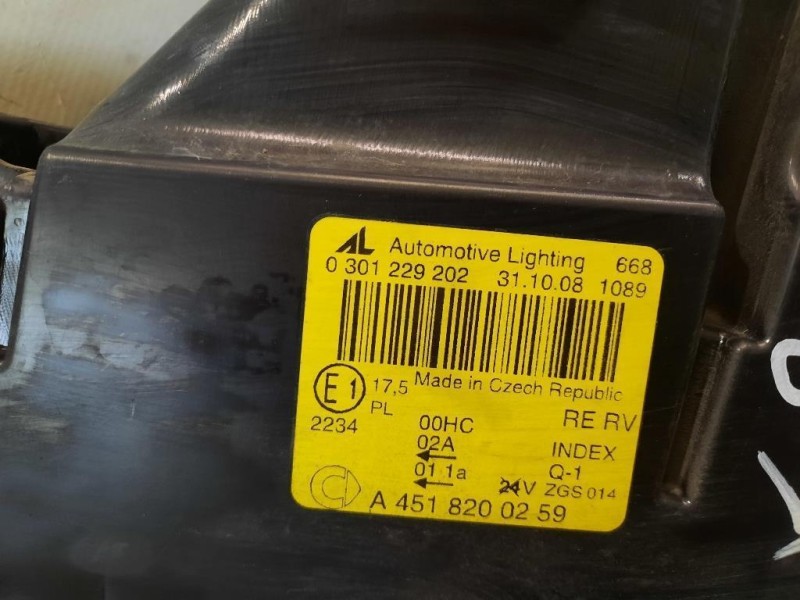 AL Automotive Lighting 668
0 301 229 202 31.10.08 1089
E1 17,5 Made in Czech Republic
PL
2234 00HC RE RV
02A INDEX
01 1a Q-1
24V ZGS 014
A 451 820 02 59